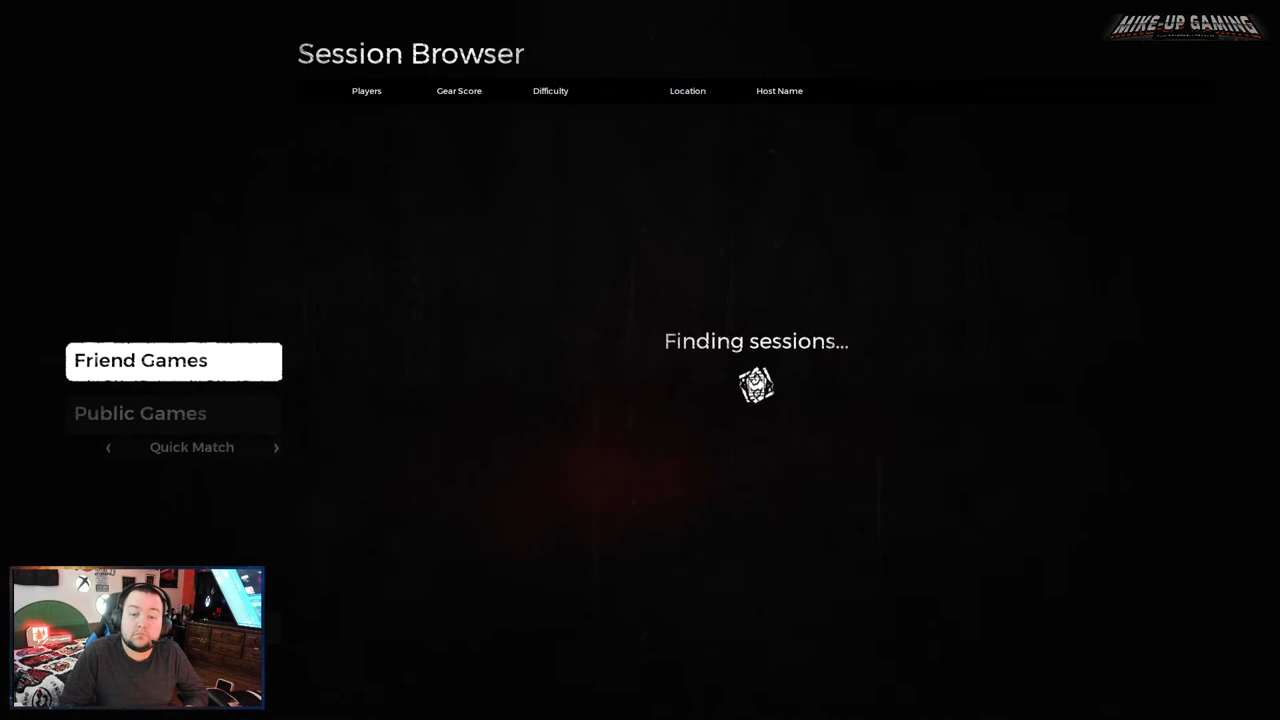 MIKE-UP GAMING
Session Browser
Players Gear Score Difficulty Location Host Name
Finding sessions...
Friend Games
Public Games
Quick Match